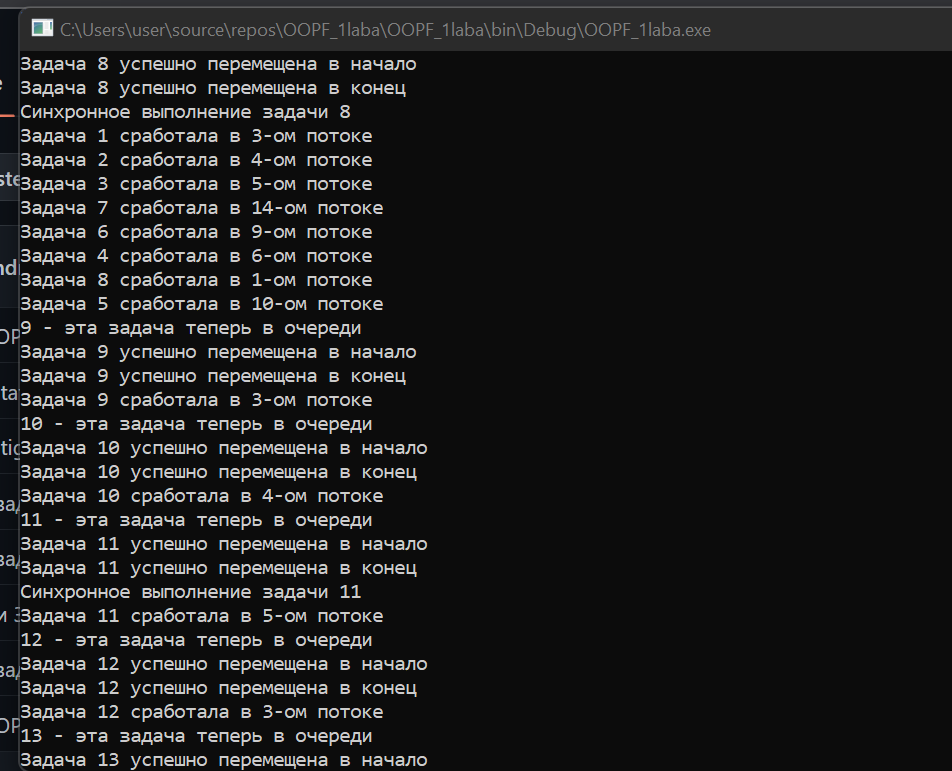 C:\Users\user\source\repos\OOPF_1laba\OOPF_1laba\bin\Debug\OOPF_1laba.exe
Задача 8 успешно перемещена в начало
Задача 8 успешно перемещена в конец
Синхронное выполнение задачи 8
Задача 1 сработала в 3-ом потоке
Задача 2 сработала в 4-ом потоке
Задача 3 сработала в 5-ом потоке
Задача 7 сработала в 14-ом потоке
Задача 6 сработала в 9-ом потоке
Задача 4 сработала в 6-ом потоке
Задача 8 сработала в 1-ом потоке
Задача 5 сработала в 10-ом потоке
9 - эта задача теперь в очереди
Задача 9 успешно перемещена в начало
Задача 9 успешно перемещена в конец
Задача 9 сработала в 3-ом потоке
10 - эта задача теперь в очереди
Задача 10 успешно перемещена в начало
Задача 10 успешно перемещена в конец
Задача 10 сработала в 4-ом потоке
11 - эта задача теперь в очереди
Задача 11 успешно перемещена в начало
Задача 11 успешно перемещена в конец
Синхронное выполнение задачи 11
Задача 11 сработала в 5-ом потоке
12 - эта задача теперь в очереди
Задача 12 успешно перемещена в начало
Задача 12 успешно перемещена в конец
Задача 12 сработала в 3-ом потоке
13 - эта задача теперь в очереди
Задача 13 успешно перемещена в начало